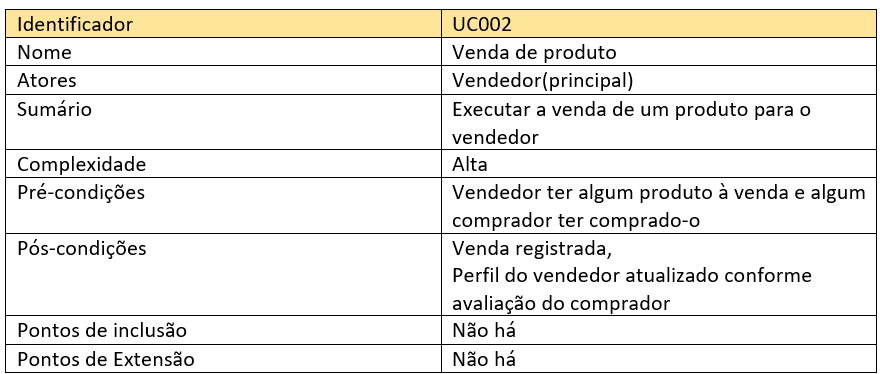 Identificador
UC002
Nome
Venda de produto
Atores
Vendedor(principal)
Sumário
Executar a venda de um produto para o
vendedor
Complexidade
Alta
Pré-condições
Vendedor ter algum produto à venda e algum
comprador ter comprado-o
Pós-condições
Venda registrada,
Perfil do vendedor atualizado conforme
avaliação do comprador
Pontos de inclusão
Não há
Pontos de Extensão
Não há